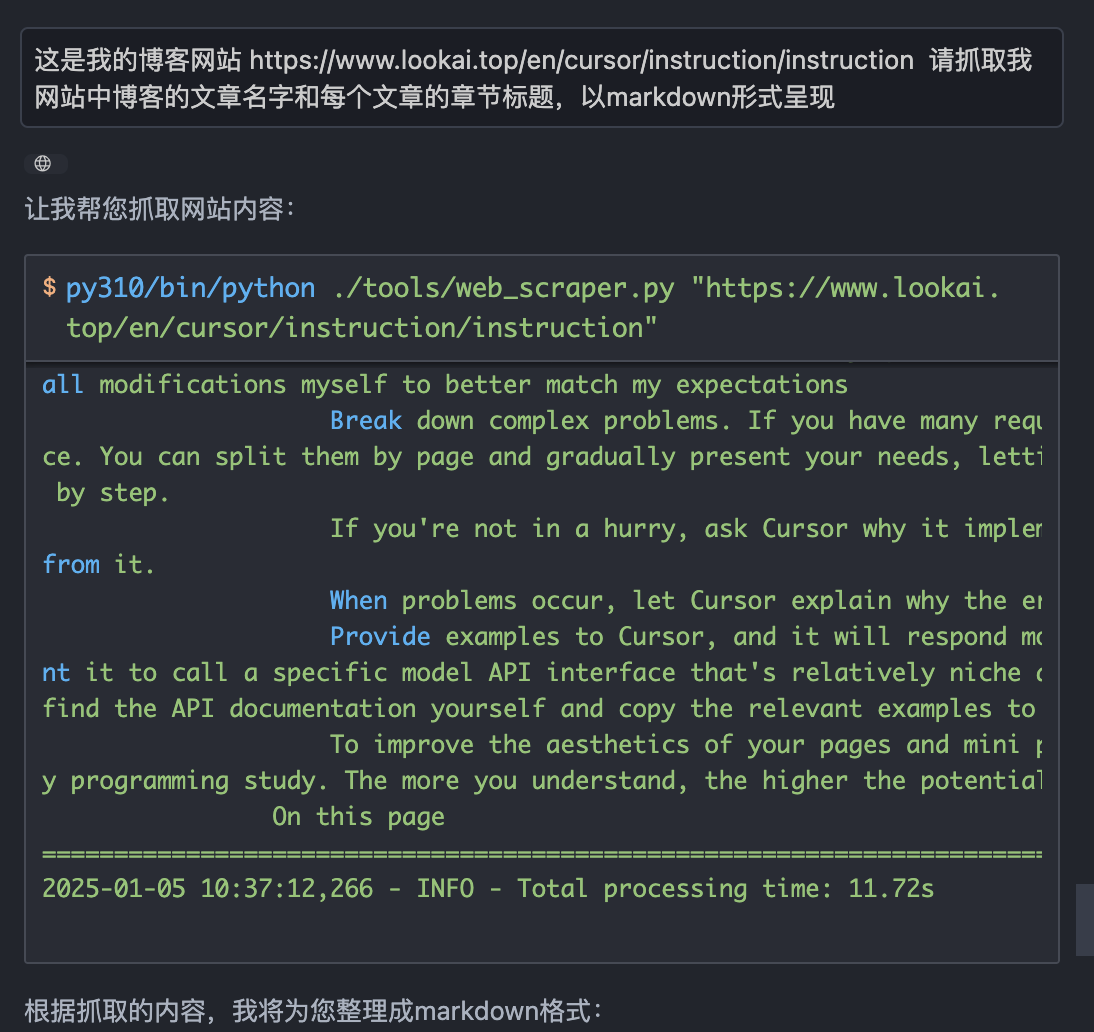 这是我的博客网站 https://www.lookai.top/en/cursor/instruction/instruction 请抓取我
网站中博客的文章名字和每个文章的章节标题，以markdown形式呈现
让我帮您抓取网站内容：
$ py310/bin/python ./tools/web_scraper.py "https://www.lookai.
top/en/cursor/instruction/instruction"
all modifications myself to better match my expectations
Break down complex problems. If you have many
ce. You can split them by page and gradually present your needs,
by step.
If you're not in a hurry, ask Cursor why it
from it.
When problems occur, let Cursor explain why the
Provide examples to Cursor, and it will respond
nt it to call a specific model API interface that's relatively niche
find the API documentation yourself and copy the relevant examples to
To improve the aesthetics of your pages and mini
y programming study. The more you understand, the higher the potential
On this page
======================================================================
2025-01-05 10:37:12,266 - INFO - Total processing time: 11.72s
根据抓取的内容，我将为您整理成markdown格式：